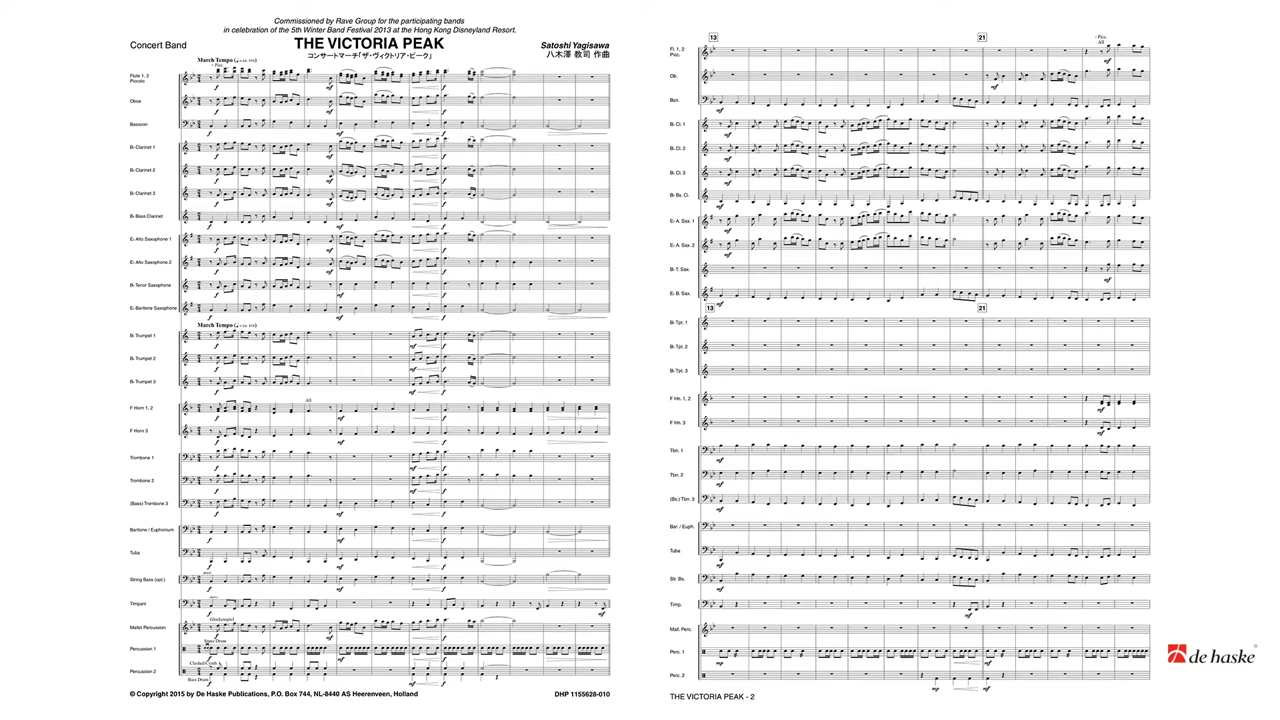 Commissioned by Rave Group for the participating bands
in celebration of the 5th Winter Band Festival 2013 at the Hong Kong Disneyland Resort.
Concert Band
THE VICTORIA PEAK
Satoshi Yagisawa
コンサートマーチ「ザ・ヴィクトリア・ピーク」
八木澤 教司 作曲
March Tempo
Flute 1, 2
Piccolo
Oboe
Bassoon
B♭ Clarinet 1
B♭ Clarinet 2
B♭ Clarinet 3
B♭ Bass Clarinet
E♭ Alto Saxophone 1
E♭ Alto Saxophone 2
B♭ Tenor Saxophone
E♭ Baritone Saxophone
March Tempo
B♭ Trumpet 1
B♭ Trumpet 2
B♭ Trumpet 3
All
F Horn 1, 2
F Horn 3
Trombone 1
Trombone 2
(Bass) Trombone 3
Baritone / Euphonium
Tuba
String Bass (opt.)
Timpani
Glockenspiel
Mallet Percussion
Snare Drum
Percussion 1
Percussion 2
Bass Drum
© Copyright 2015 by De Haske Publications, P.O. Box 744, NL-8440 AS Heerenveen, Holland
DHP 1155628-010
13
21
+ Picc.
All
Fl. 1, 2
Picc.
Ob.
Bsn.
B♭ Cl. 1
B♭ Cl. 2
B♭ Cl. 3
B♭ Bs. Cl.
E♭ A. Sax. 1
E♭ A. Sax. 2
B♭ T. Sax.
E♭ B. Sax.
13
21
B♭ Tpt. 1
B♭ Tpt. 2
B♭ Tpt. 3
F Hn. 1, 2
F Hn. 3
Tbn. 1
Tbn. 2
(Bs.) Tbn. 3
Bar. / Euph.
Tuba
Str. Bs.
Timp.
Mall. Perc.
Perc. 1
Perc. 2
THE VICTORIA PEAK - 2
de haske